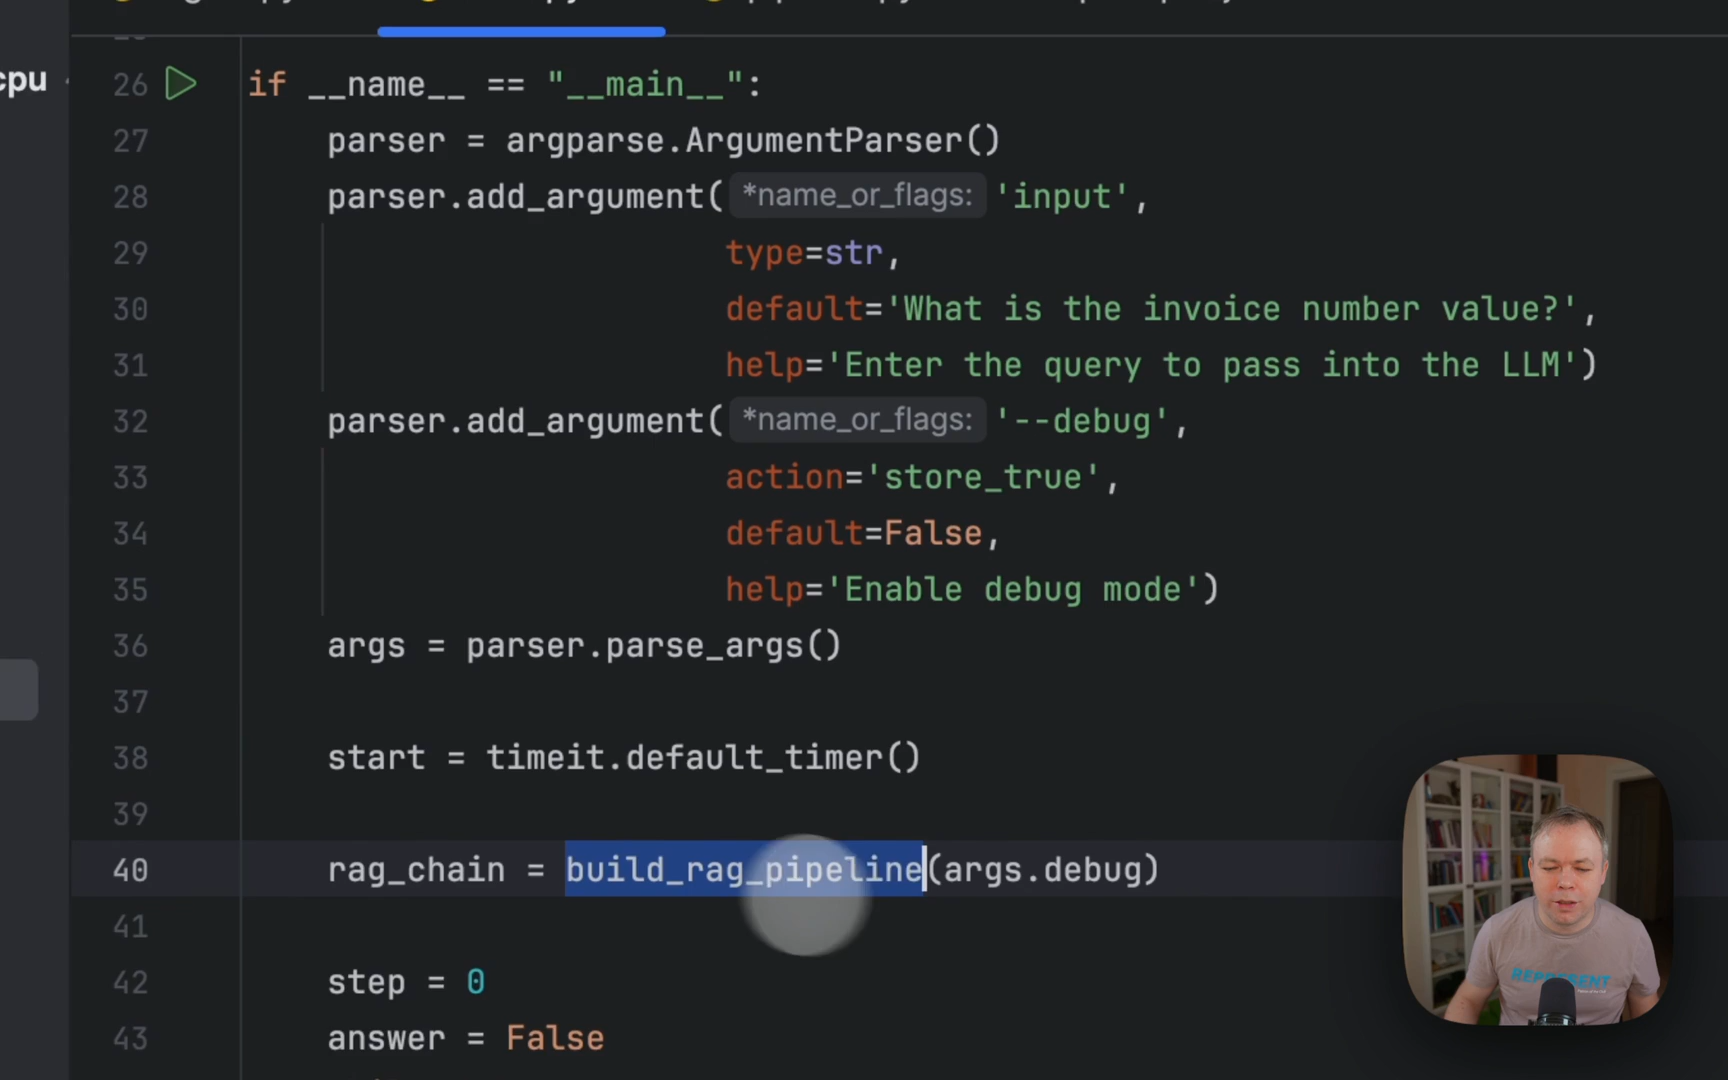 cpu
26 if __name__ == "__main__":
27 parser = argparse.ArgumentParser()
28 parser.add_argument( *name_or_flags: 'input',
29 type=str,
30 default='What is the invoice number value?',
31 help='Enter the query to pass into the LLM')
32 parser.add_argument( *name_or_flags: '--debug',
33 action='store_true',
34 default=False,
35 help='Enable debug mode')
36 args = parser.parse_args()
37
38 start = timeit.default_timer()
39
40 rag_chain = build_rag_pipeline(args.debug)
41
42 step = 0
43 answer = False
REPRESENT